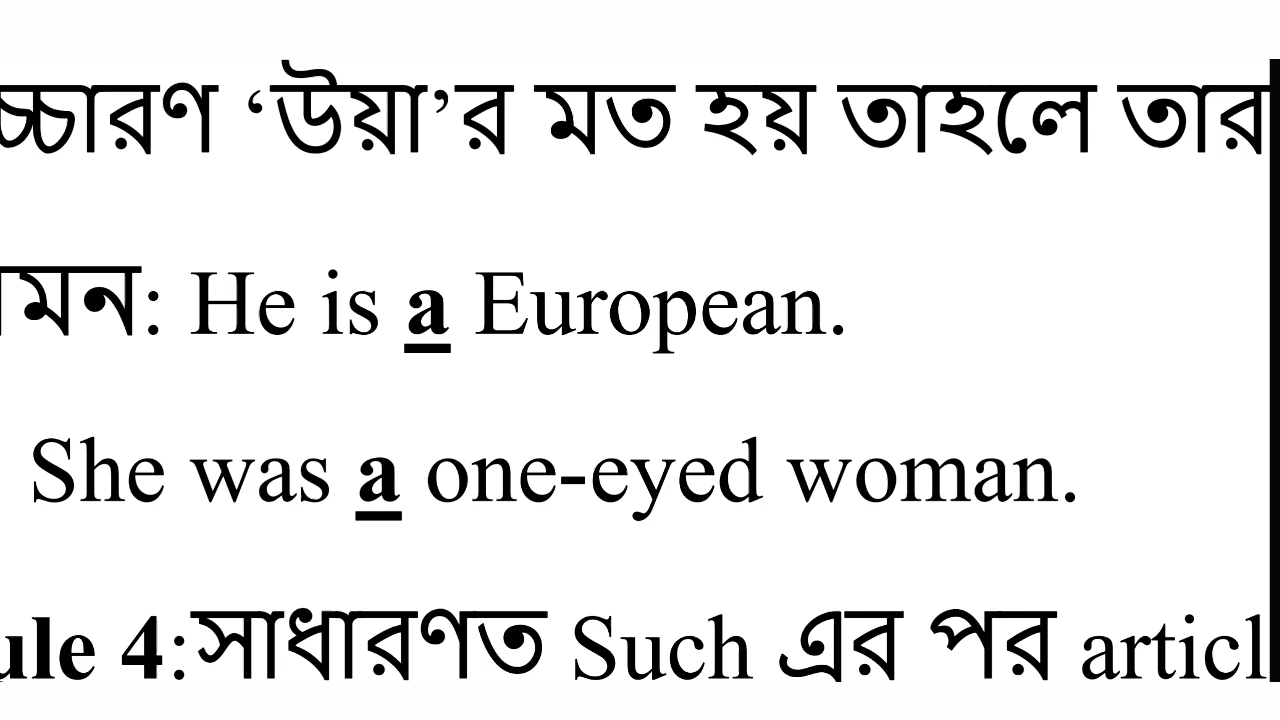 চ্চারণ ‘উয়া’র মত হয় তাহলে তার
মন: He is a European.
She was a one-eyed woman.
ule 4:সাধারণত Such এর পর articl